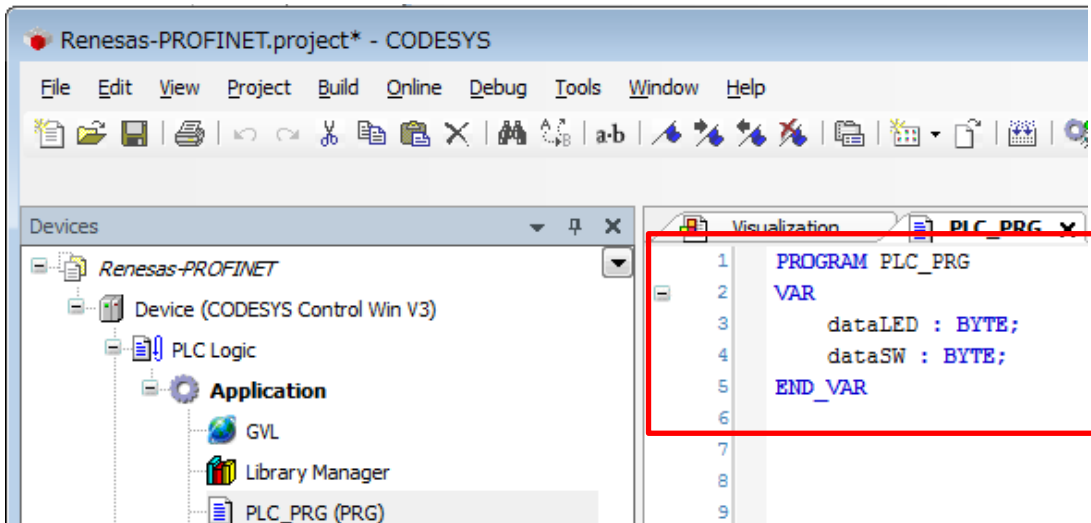 Renesas-PROFINET.project* - CODESYS
File Edit View Project Build Online Debug Tools Window Help
Devices
Visualization PLC_PRG
Renesas-PROFINET
Device (CODESYS Control Win V3)
PLC Logic
Application
GVL
Library Manager
PLC_PRG (PRG)
1 PROGRAM PLC_PRG
2 VAR
3 dataLED : BYTE;
4 dataSW : BYTE;
5 END_VAR
6
7
8
9